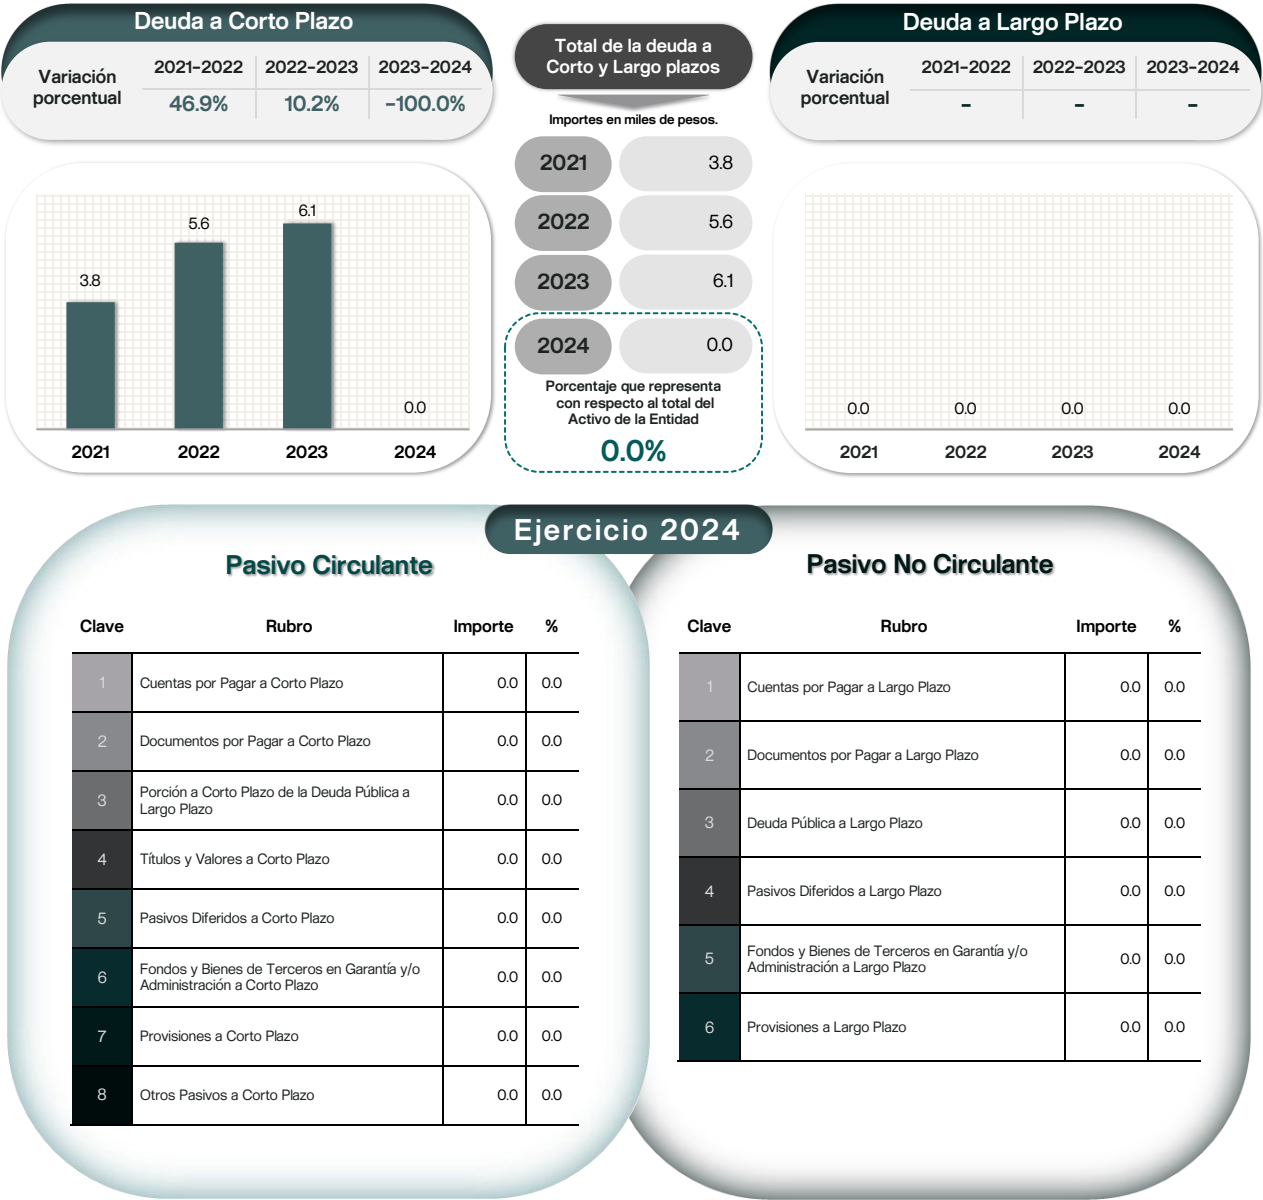 Deuda a Corto Plazo
Variación
porcentual
2021-2022 2022-2023 2023-2024
46.9% 10.2% -100.0%
3.8
5.6
6.1
0.0
2021 2022 2023 2024
Total de la deuda a
Corto y Largo plazos
Importes en miles de pesos.
2021 3.8
2022 5.6
2023 6.1
2024 0.0
Porcentaje que representa
con respecto al total del
Activo de la Entidad
0.0%
Deuda a Largo Plazo
Variación
porcentual
2021-2022 2022-2023 2023-2024
- - -
0.0 0.0 0.0 0.0
2021 2022 2023 2024
Ejercicio 2024
Pasivo Circulante
Clave Rubro Importe %
1 Cuentas por Pagar a Corto Plazo 0.0 0.0
2 Documentos por Pagar a Corto Plazo 0.0 0.0
3 Porción a Corto Plazo de la Deuda Pública a
Largo Plazo 0.0 0.0
4 Títulos y Valores a Corto Plazo 0.0 0.0
5 Pasivos Diferidos a Corto Plazo 0.0 0.0
6 Fondos y Bienes de Terceros en Garantía y/o
Administración a Corto Plazo 0.0 0.0
7 Provisiones a Corto Plazo 0.0 0.0
8 Otros Pasivos a Corto Plazo 0.0 0.0
Pasivo No Circulante
Clave Rubro Importe %
1 Cuentas por Pagar a Largo Plazo 0.0 0.0
2 Documentos por Pagar a Largo Plazo 0.0 0.0
3 Deuda Pública a Largo Plazo 0.0 0.0
4 Pasivos Diferidos a Largo Plazo 0.0 0.0
5 Fondos y Bienes de Terceros en Garantía y/o
Administración a Largo Plazo 0.0 0.0
6 Provisiones a Largo Plazo 0.0 0.0